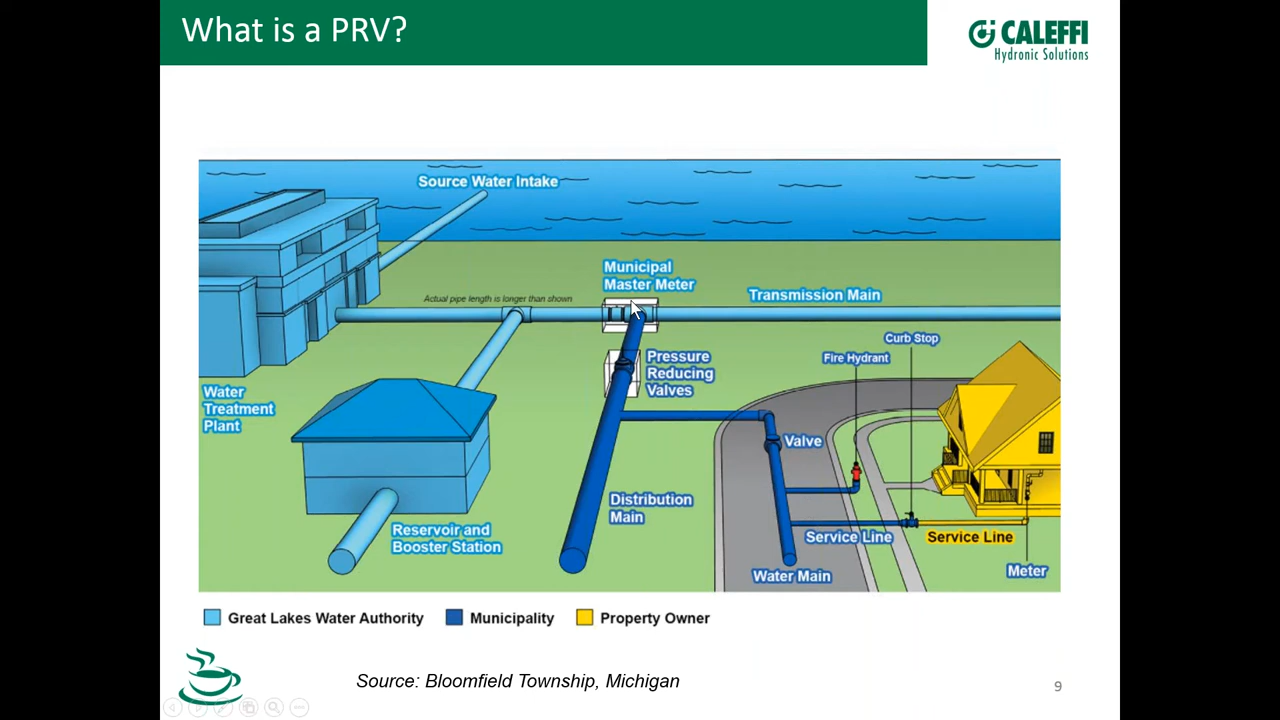 What is a PRV?
CALEFFI
Hydronic Solutions
Source Water Intake
Municipal
Master Meter
Actual pipe length is longer than shown
Transmission Main
Curb Stop
Fire Hydrant
Pressure
Reducing
Valves
Water
Treatment
Plant
Valve
Distribution
Main
Reservoir and
Booster Station
Service Line
Service Line
Water Main
Meter
Great Lakes Water Authority
Municipality
Property Owner
Source: Bloomfield Township, Michigan
9